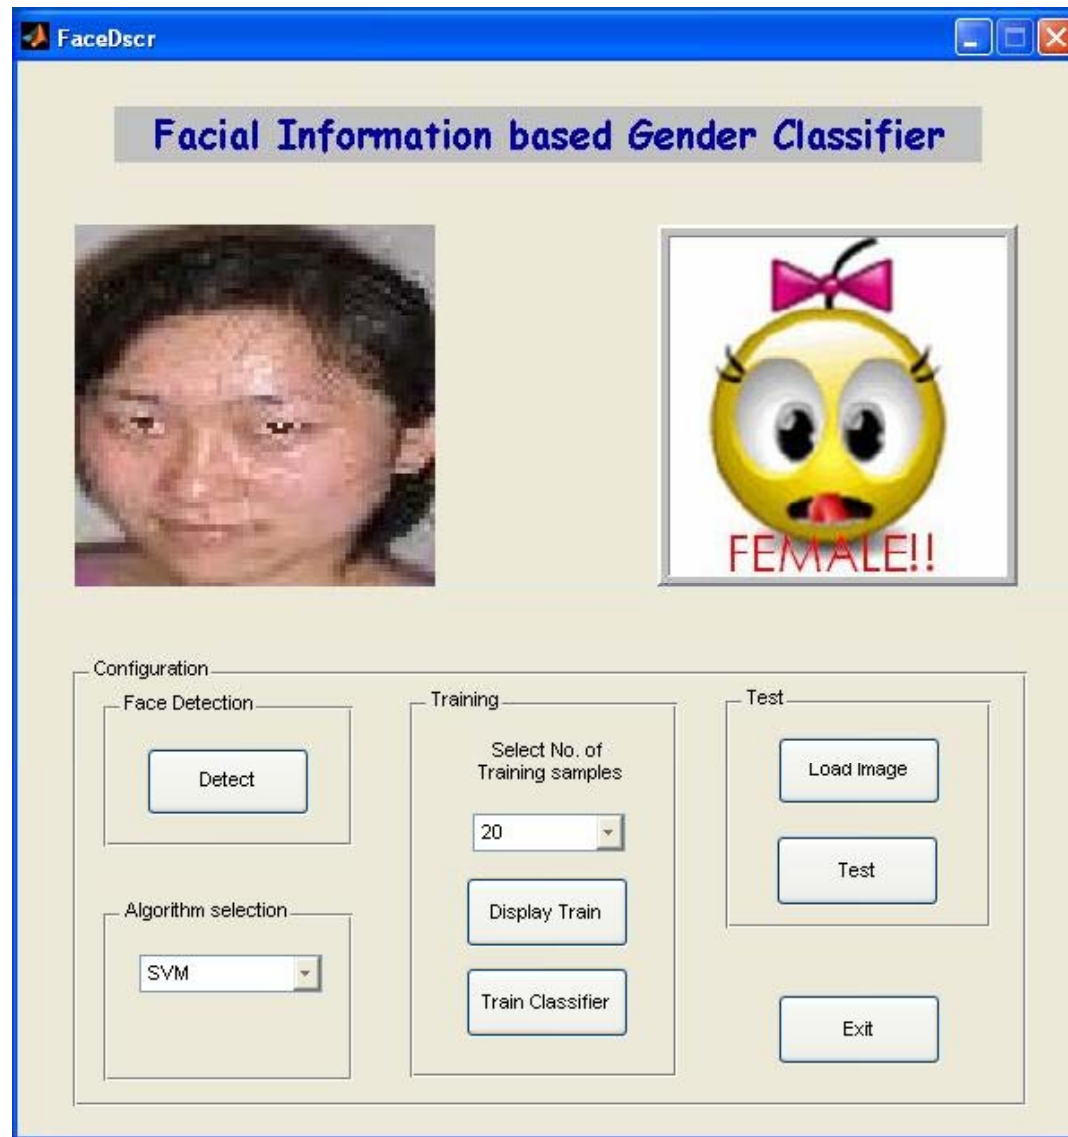 FaceDscr
Facial Information based Gender Classifier
FEMALE!!
Configuration
Face Detection
Detect
Algorithm selection
SVM
Training
Select No. of
Training samples
20
Display Train
Train Classifier
Test
Load Image
Test
Exit